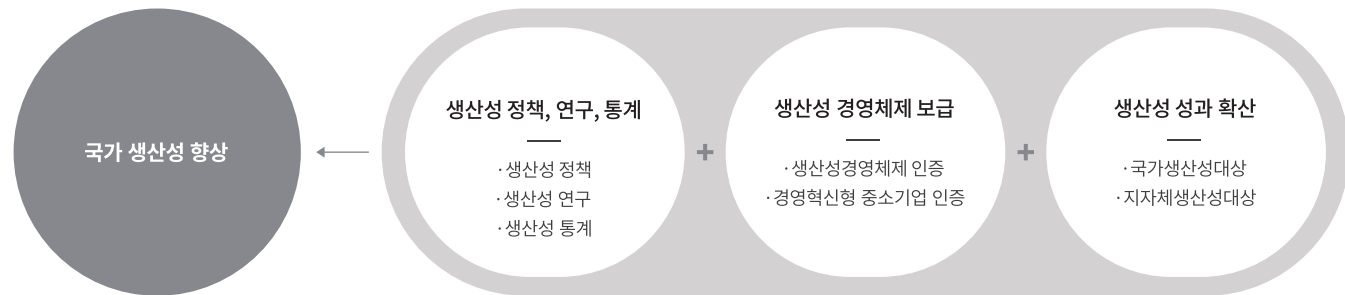 국가 생산성 향상
생산성 정책, 연구, 통계
· 생산성 정책
· 생산성 연구
· 생산성 통계
+
생산성 경영체제 보급
· 생산성경영체제 인증
· 경영혁신형 중소기업 인증
+
생산성 성과 확산
· 국가생산성대상
· 지자체생산성대상